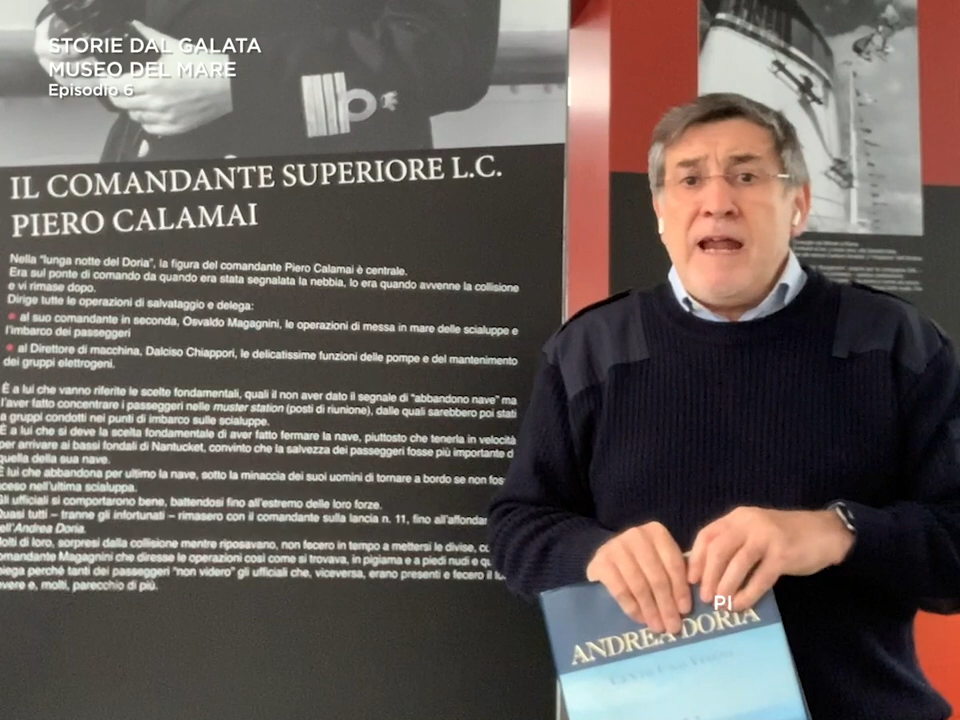 STORIE DAL GALATA
MUSEO DEL MARE
Episodio 6
IL COMANDANTE SUPERIORE L.C.
PIERO CALAMAI
Nella "lunga notte del Doria", la figura del comandante Piero Calamai è centrale.
Era sul ponte di comando da quando era stata segnalata la nebbia, lo era quando avvenne la collisione
e vi rimase dopo.
Dirige tutte le operazioni di salvataggio e delega:
al suo comandante in seconda, Osvaldo Magagnini, le operazioni di messa in mare delle scialuppe e
l'imbarco dei passeggeri
al Direttore di macchina, Dalciso Chiappori, le delicatissime funzioni delle pompe e del mantenimento
dei gruppi elettrogeni.
È a lui che vanno riferite le scelte fondamentali, quali il non aver dato il segnale di "abbandono nave" ma
l'aver fatto concentrare i passeggeri nelle muster station (posti di riunione), dalle quali sarebbero poi stati
a gruppi condotti nei punti di imbarco sulle scialuppe.
È a lui che si deve la scelta fondamentale di aver fatto fermare la nave, piuttosto che tenerla in velocità
per arrivare ai bassi fondali di Nantucket, convinto che la salvezza dei passeggeri fosse più importante d
quella della sua nave.
È lui che abbandona per ultimo la nave, sotto la minaccia dei suoi uomini di tornare a bordo se non fos
sceso nell'ultima scialuppa.
Gli ufficiali si comportarono bene, battendosi fino all'estremo delle loro forze.
Quasi tutti – tranne gli infortunati – rimasero con il comandante sulla lancia n. 11, fino all'affondar
ell'Andrea Doria.
olti di loro, sorpresi dalla collisione mentre riposavano, non fecero in tempo a mettersi le divise, co
omandante Magagnini che diresse le operazioni così come si trovava, in pigiama e a piedi nudi e qu
piega perché tanti dei passeggeri "non videro" gli ufficiali che, viceversa, erano presenti e fecero il lo
overe e, molti, parecchio di più.
PI
ANDREA DORIA